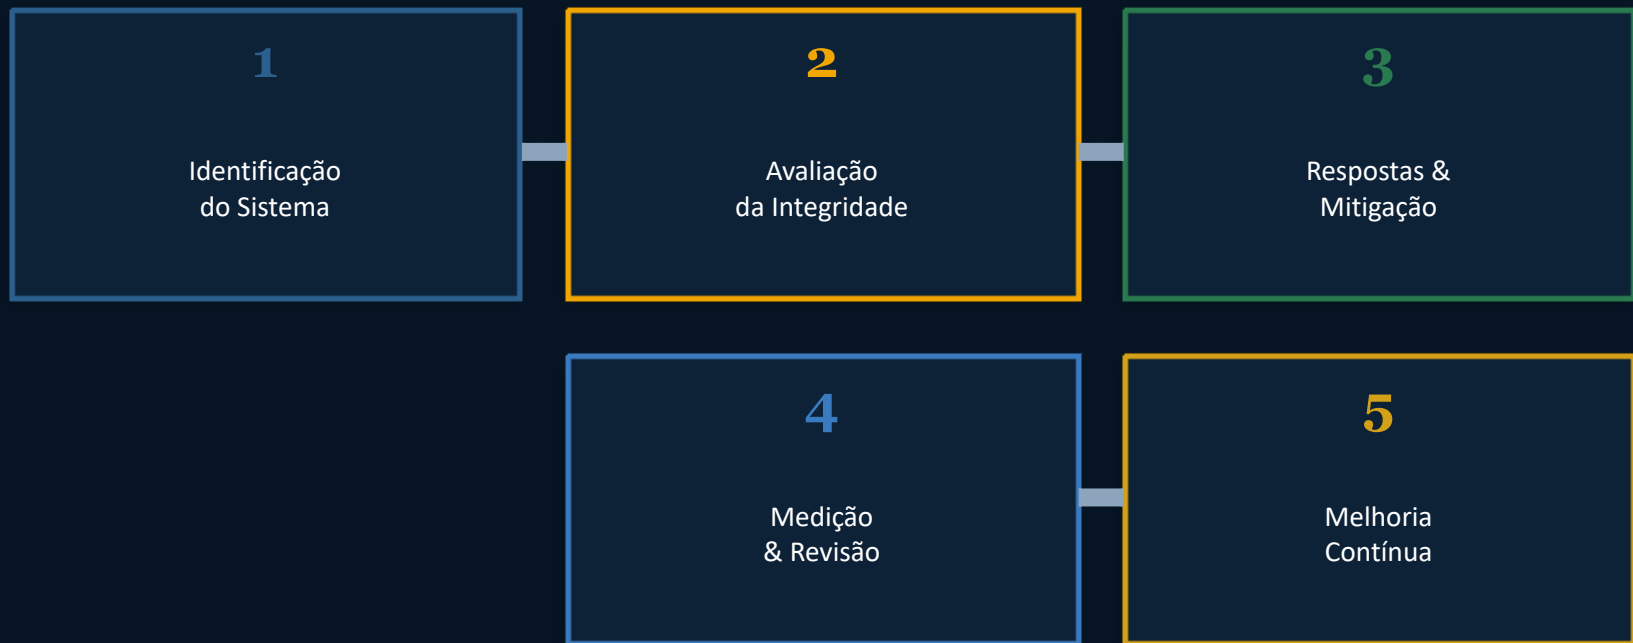 1
Identificação
do Sistema
2
Avaliação
da Integridade
3
Respostas &
Mitigação
4
Medição
& Revisão
5
Melhoria
Contínua